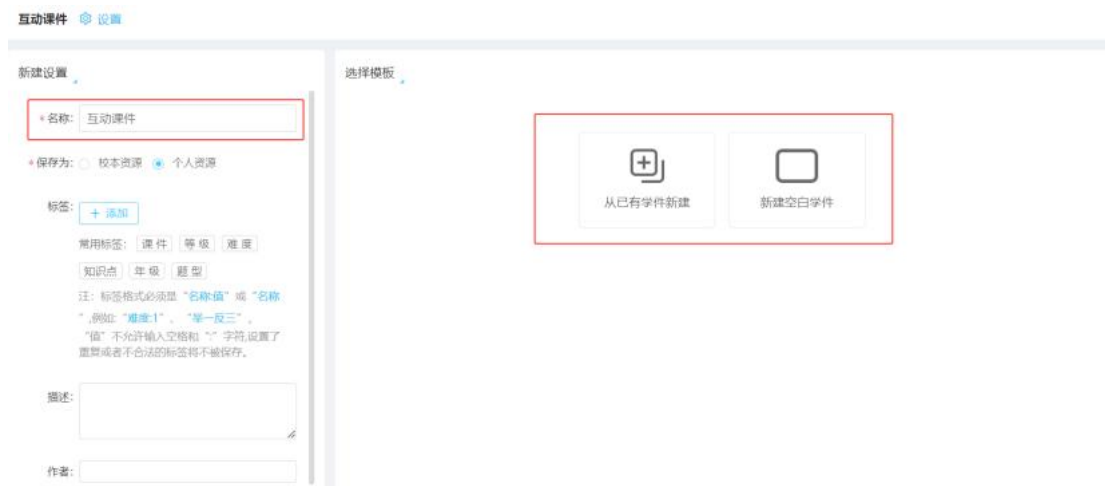 互动课件 设置
新建设置
*名称: 互动课件
*保存为: 校本资源 个人资源
标签: + 添加
常用标签: 课件 等级 难度
知识点 年级 题型
注: 标签格式必须是 "名称:值" 或 "名称
" ,例如: "难度:1" 、 "举一反三" 。
"值" 不允许输入空格和 ":" 字符,设置了
重复或者不合法的标签将不被保存。
描述:
作者:
选择模板
从已有学件新建
新建空白学件